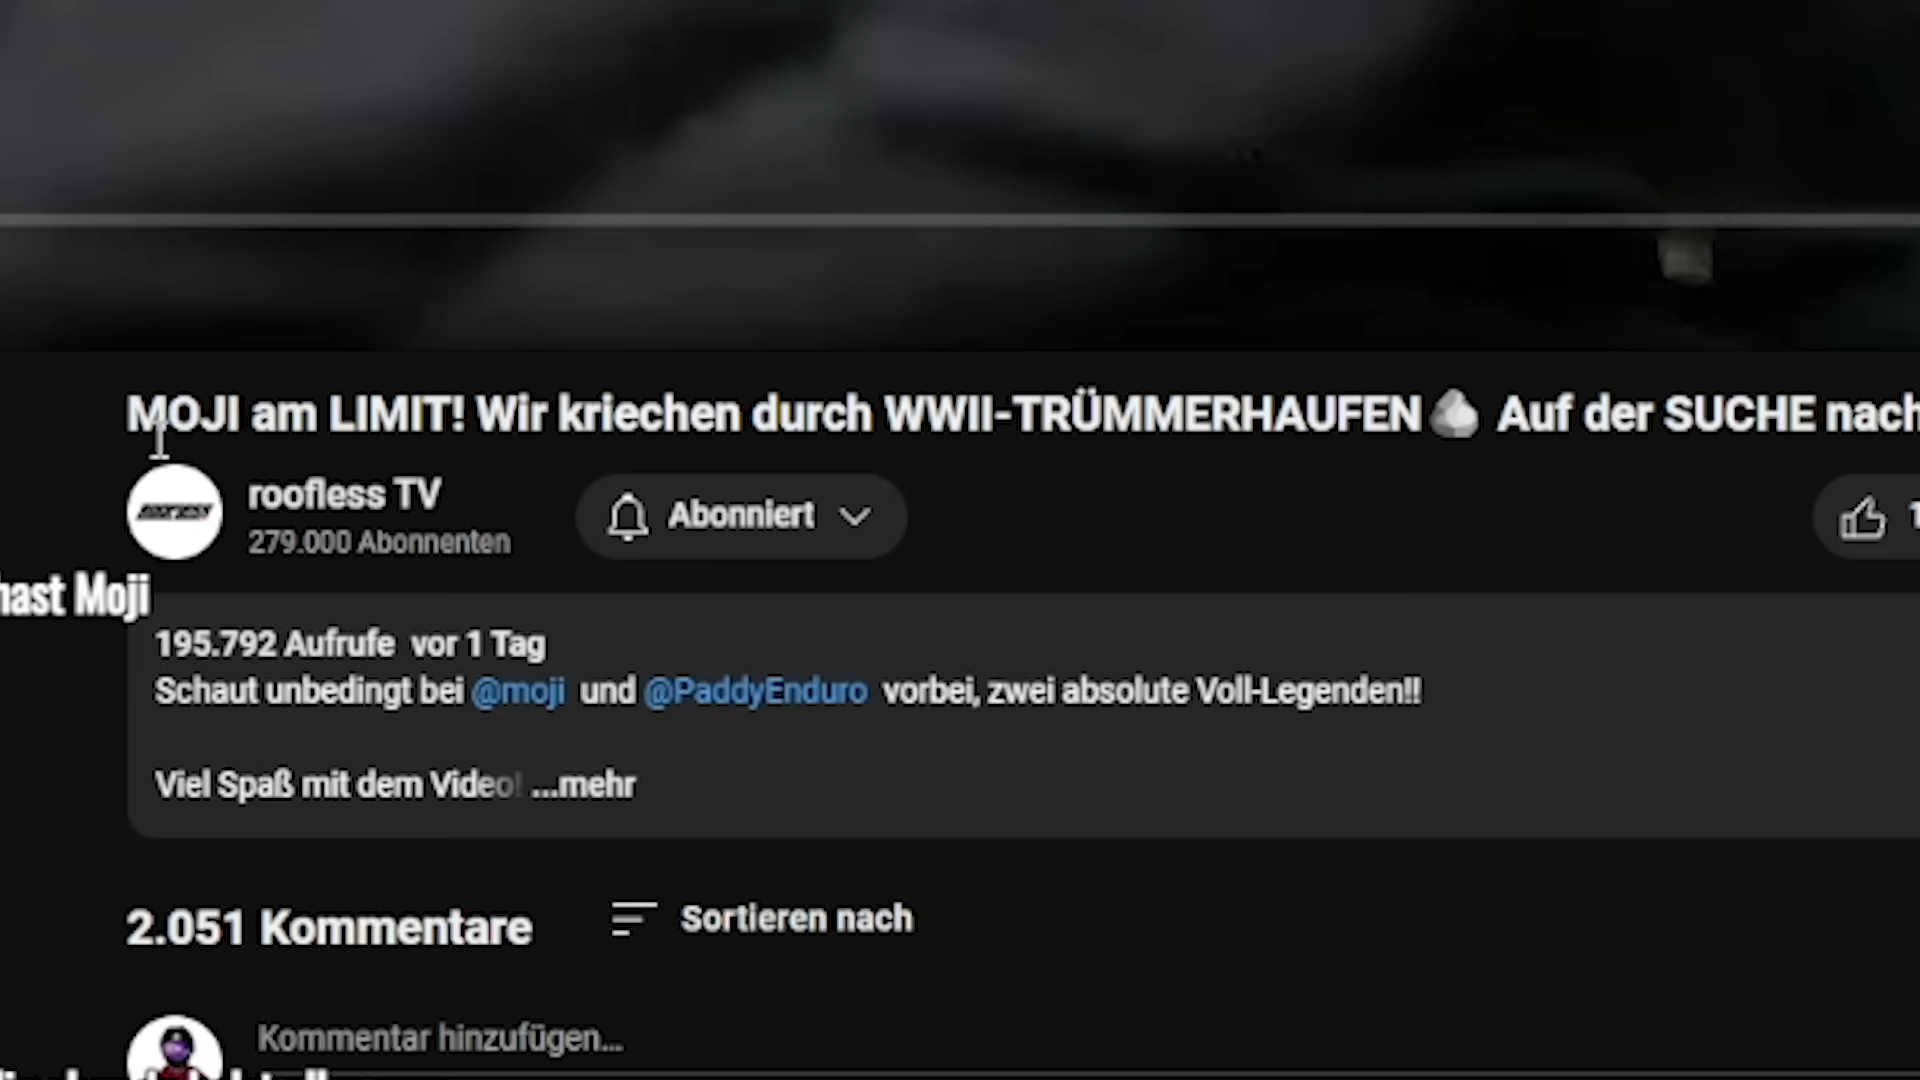 MOJI am LIMIT! Wir kriechen durch WWII-TRÜMMERHAUFEN🪨 Auf der SUCHE nach
roofless TV
279.000 Abonnenten
Abonniert
hast Moji
195.792 Aufrufe vor 1 Tag
Schaut unbedingt bei @moji und @PaddyEnduro vorbei, zwei absolute Voll-Legenden!!
Viel Spaß mit dem Video! ...mehr
2.051 Kommentare
Sortieren nach
Kommentar hinzufügen...